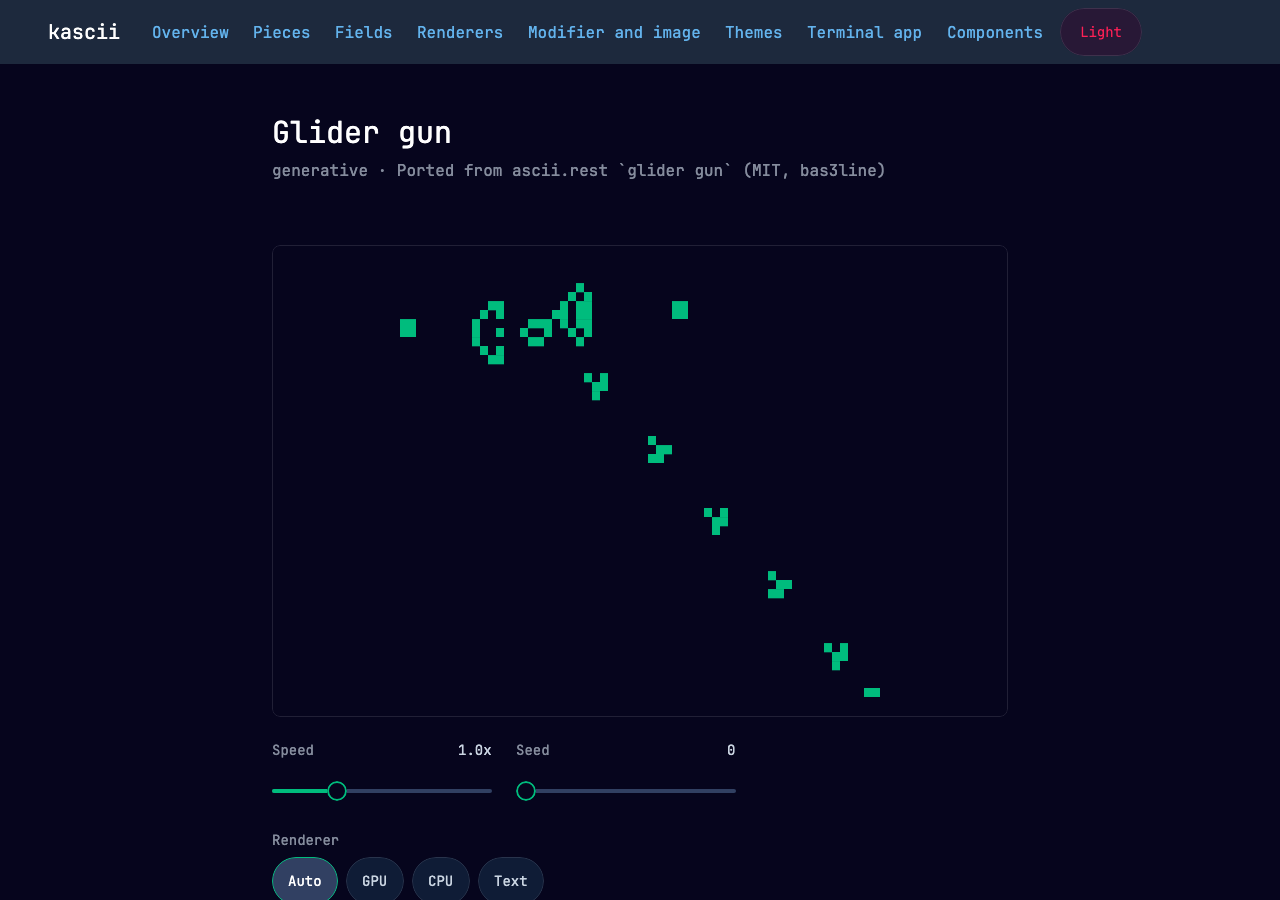 kascii Overview Pieces Fields Renderers Modifier and image Themes Terminal app Components Light
Glider gun
generative · Ported from ascii.rest `glider gun` (MIT, bas3line)
Speed 1.0x Seed 0
Renderer
Auto GPU CPU Text